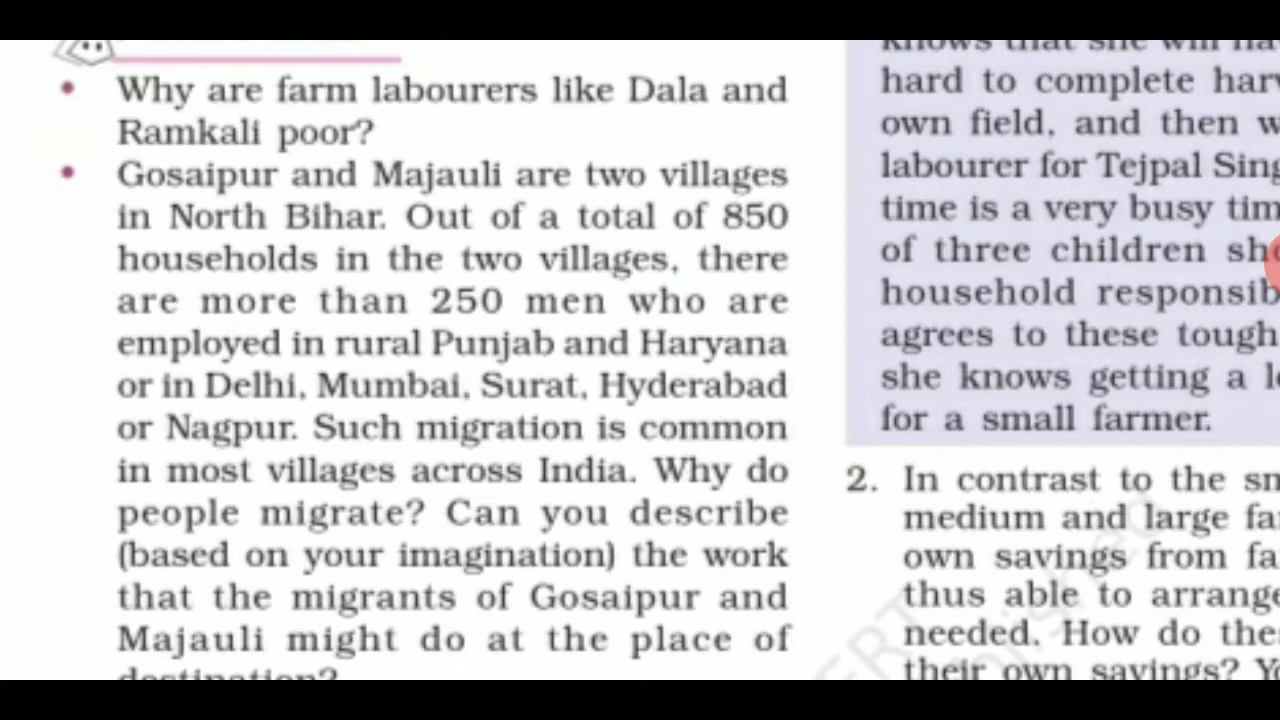 Why are farm labourers like Dala and
Ramkali poor?
Gosaipur and Majauli are two villages
in North Bihar. Out of a total of 850
households in the two villages, there
are more than 250 men who are
employed in rural Punjab and Haryana
or in Delhi, Mumbai, Surat, Hyderabad
or Nagpur. Such migration is common
in most villages across India. Why do
people migrate? Can you describe
(based on your imagination) the work
that the migrants of Gosaipur and
Majauli might do at the place of
destination?
knows that she will
hard to complete
own field, and then
labourer for Tejpal
time is a very busy
of three children
household
agrees to these tough
she knows getting a
for a small farmer.
2. In contrast to the
medium and large
own savings from
thus able to
needed. How do
their own savings?